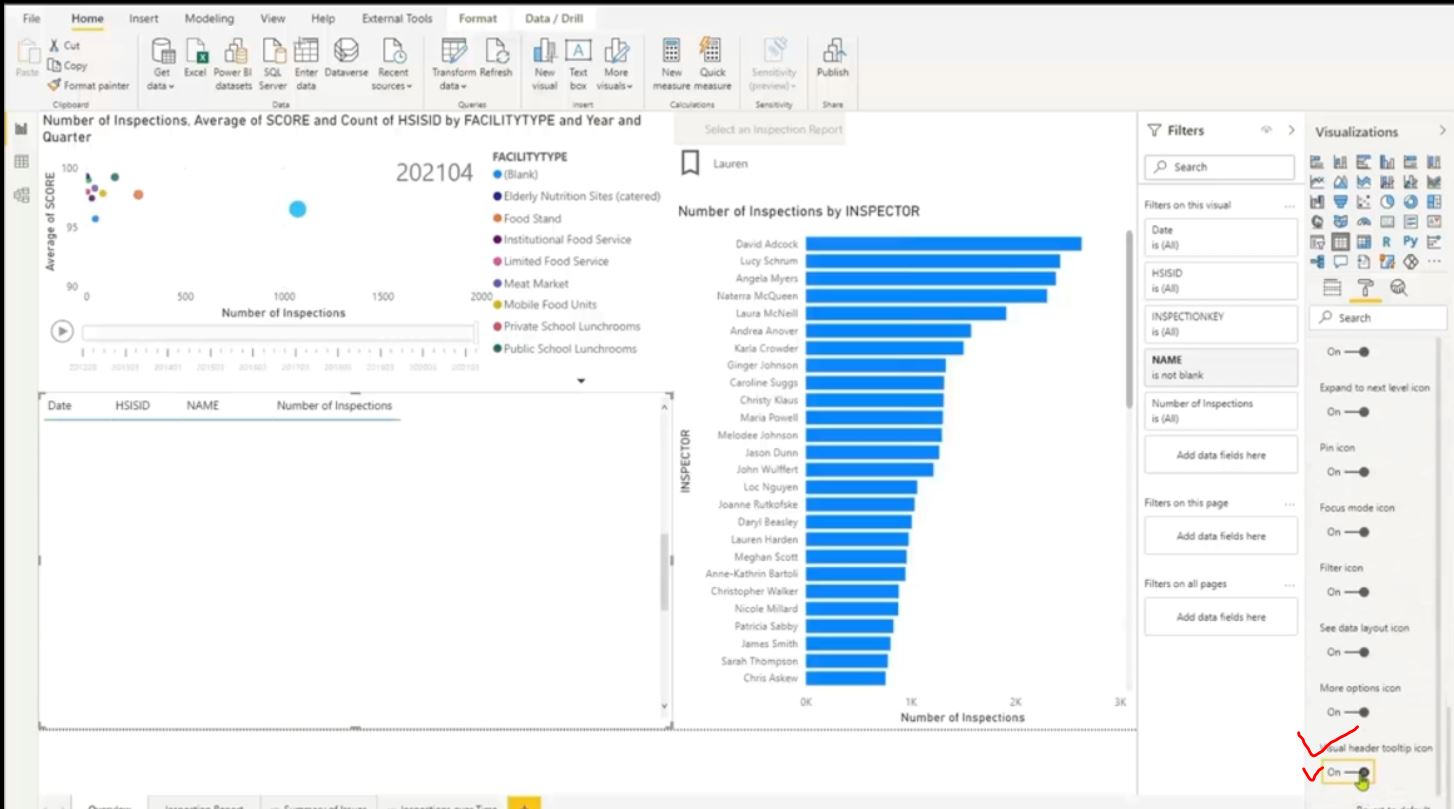 File Home Insert Modeling View Help External Tools Format Data / Drill
Paste
Cut
Copy
Format painter
Clipboard
Get data
Excel
Power BI datasets
SQL Server
Enter data
Dataverse
Recent sources
Data
Transform data
Refresh
Queries
New visual
Text box
More visuals
Insert
New measure
Quick measure
Calculations
Sensitivity (preview)
Sensitivity
Publish
Share
Number of Inspections, Average of SCORE and Count of HSISID by FACILITYTYPE and Year and
Quarter
Average of SCORE
100
95
90
0 500 1000 1500 2000
Number of Inspections
202104
FACILITYTYPE
(Blank)
Elderly Nutrition Sites (catered)
Food Stand
Institutional Food Service
Limited Food Service
Meat Market
Mobile Food Units
Private School Lunchrooms
Public School Lunchrooms
Date HSISID NAME Number of Inspections
Select an Inspection Report
Lauren
Number of Inspections by INSPECTOR
INSPECTOR
David Adcock
Lucy Schrum
Angela Myers
Naterra McQueen
Laura McNeill
Andrea Anover
Karla Crowder
Ginger Johnson
Caroline Suggs
Christy Klaus
Maria Powell
Melodee Johnson
Jason Dunn
John Wulffert
Loc Nguyen
Joanne Rutkofske
Daryl Beasley
Lauren Harden
Meghan Scott
Anne-Kathrin Bartoli
Christopher Walker
Nicole Millard
Patricia Sabby
James Smith
Sarah Thompson
Chris Askew
0K 1K 2K 3K
Number of Inspections
Filters
Search
Filters on this visual ...
Date
is (All)
HSISID
is (All)
INSPECTIONKEY
is (All)
NAME
is not blank
Number of Inspections
is (All)
Add data fields here
Filters on this page ...
Add data fields here
Filters on all pages ...
Add data fields here
Visualizations
R Py
...
Search
On
Expand to next level icon
On
Pin icon
On
Focus mode icon
On
Filter icon
On
See data layout icon
On
More options icon
On
Visual header tooltip icon
On